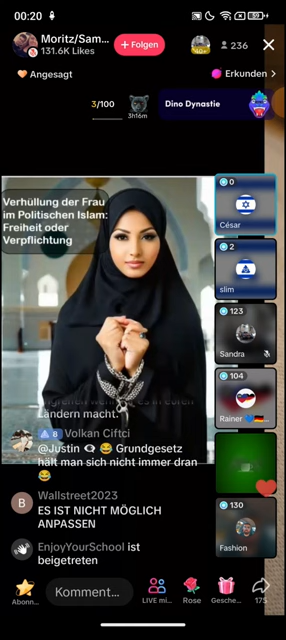 00:20
59
Moritz/Sam...
131.6K Likes
+ Folgen
236
Angesagt
Erkunden >
3/100
3h16m
Dino Dynastie
Verhüllung der Frau
im Politischen Islam:
Freiheit oder
Verpflichtung
0
César
2
slim
123
Sandra
104
Rainer
130
Fashion
Ländern macht.
8 Volkan Ciftci
@Justin 👁️‍🗨️ 😂 Grundgesetz
hält man sich nicht immer dran
😂
B
Wallstreet2023
ES IST NICHT MÖGLICH
ANPASSEN
EnjoyYourSchool ist
beigetreten
Abonn...
Komment...
LIVE mi...
Rose
Gesche...
175